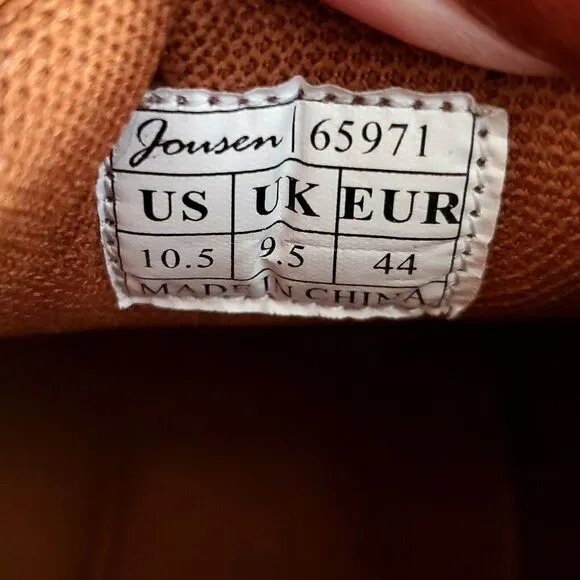 Jousen 65971
US UK EUR
10.5 9.5 44
MADE IN CHINA